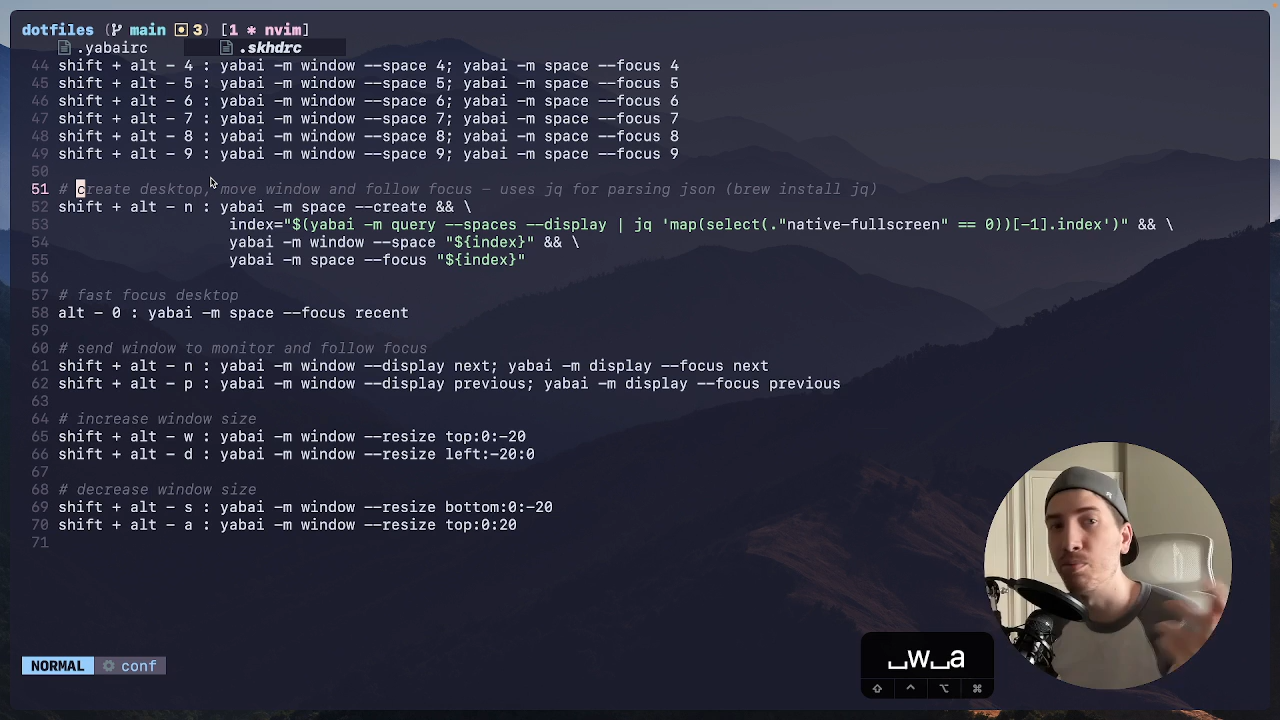 dotfiles ( main 3) [1 * nvim]
.yabairc .skhdrc
44 shift + alt - 4 : yabai -m window --space 4; yabai -m space --focus 4
45 shift + alt - 5 : yabai -m window --space 5; yabai -m space --focus 5
46 shift + alt - 6 : yabai -m window --space 6; yabai -m space --focus 6
47 shift + alt - 7 : yabai -m window --space 7; yabai -m space --focus 7
48 shift + alt - 8 : yabai -m window --space 8; yabai -m space --focus 8
49 shift + alt - 9 : yabai -m window --space 9; yabai -m space --focus 9
50
51 # create desktop, move window and follow focus - uses jq for parsing json (brew install jq)
52 shift + alt - n : yabai -m space --create && \
53 index="$(yabai -m query --spaces --display | jq 'map(select(."native-fullscreen" == 0))[-1].index')" && \
54 yabai -m window --space "${index}" && \
55 yabai -m space --focus "${index}"
56
57 # fast focus desktop
58 alt - 0 : yabai -m space --focus recent
59
60 # send window to monitor and follow focus
61 shift + alt - n : yabai -m window --display next; yabai -m display --focus next
62 shift + alt - p : yabai -m window --display previous; yabai -m display --focus previous
63
64 # increase window size
65 shift + alt - w : yabai -m window --resize top:0:-20
66 shift + alt - d : yabai -m window --resize left:-20:0
67
68 # decrease window size
69 shift + alt - s : yabai -m window --resize bottom:0:-20
70 shift + alt - a : yabai -m window --resize top:0:20
71
NORMAL conf
␣w␣a
⇧ ^ ⌥ ⌘